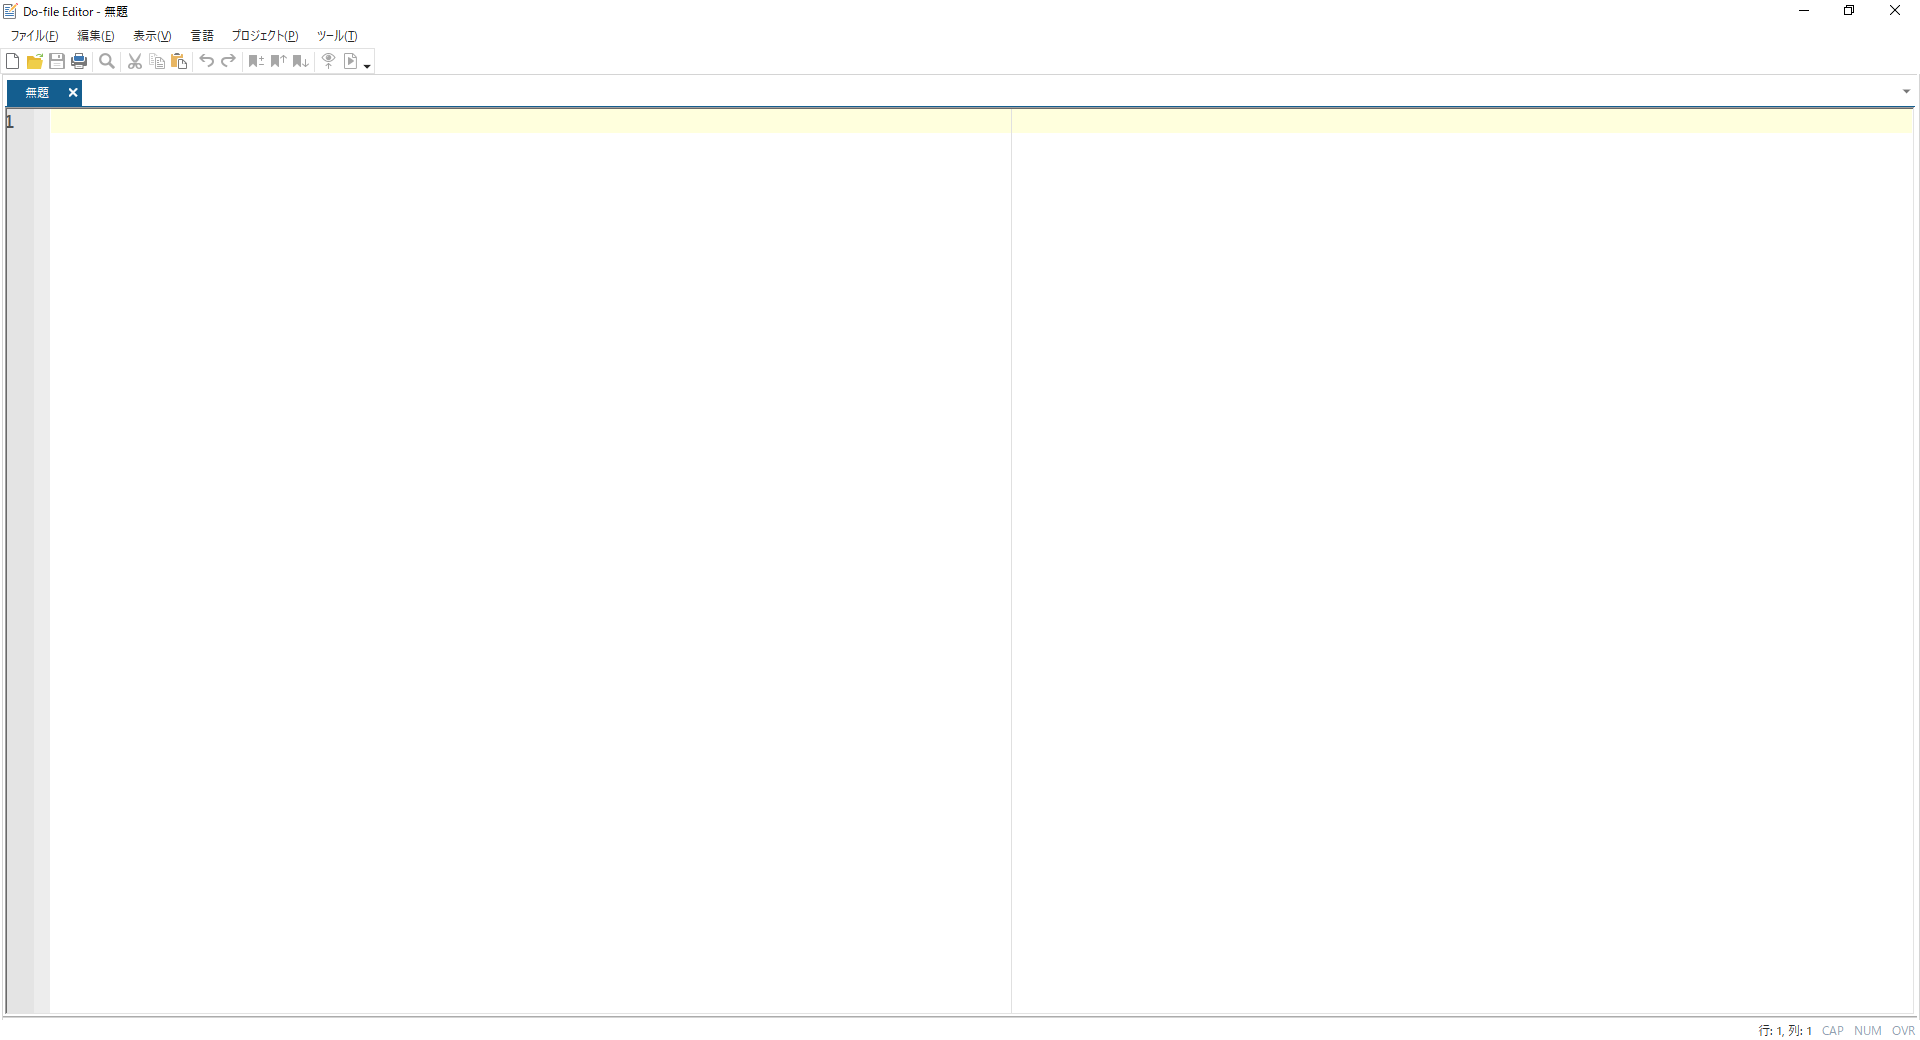 Do-file Editor - 無題
ファイル(F) 編集(E) 表示(V) 言語 プロジェクト(P) ツール(T)
無題
1
行: 1, 列: 1 CAP NUM OVR